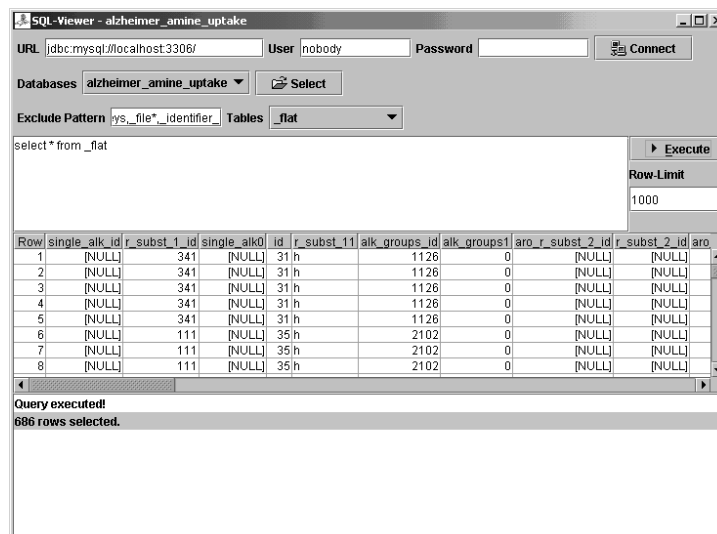 SQL-Viewer - alzheimer_amine_uptake
URL jdbc:mysql://localhost:3306/ User nobody Password Connect
Databases alzheimer_amine_uptake Select
Exclude Pattern eys,_file*,_identifier_ Tables _flat
select * from _flat
Execute
Row-Limit
1000
Row single_alk_id r_subst_1_id single_alk0 id r_subst_11 alk_groups_id alk_groups1 aro_r_subst_2_id r_subst_2_id aro_
1 [NULL] 341 [NULL] 31 h 1126 0 [NULL] [NULL]
2 [NULL] 341 [NULL] 31 h 1126 0 [NULL] [NULL]
3 [NULL] 341 [NULL] 31 h 1126 0 [NULL] [NULL]
4 [NULL] 341 [NULL] 31 h 1126 0 [NULL] [NULL]
5 [NULL] 341 [NULL] 31 h 1126 0 [NULL] [NULL]
6 [NULL] 111 [NULL] 35 h 2102 0 [NULL] [NULL]
7 [NULL] 111 [NULL] 35 h 2102 0 [NULL] [NULL]
8 [NULL] 111 [NULL] 35 h 2102 0 [NULL] [NULL]
Query executed!
686 rows selected.